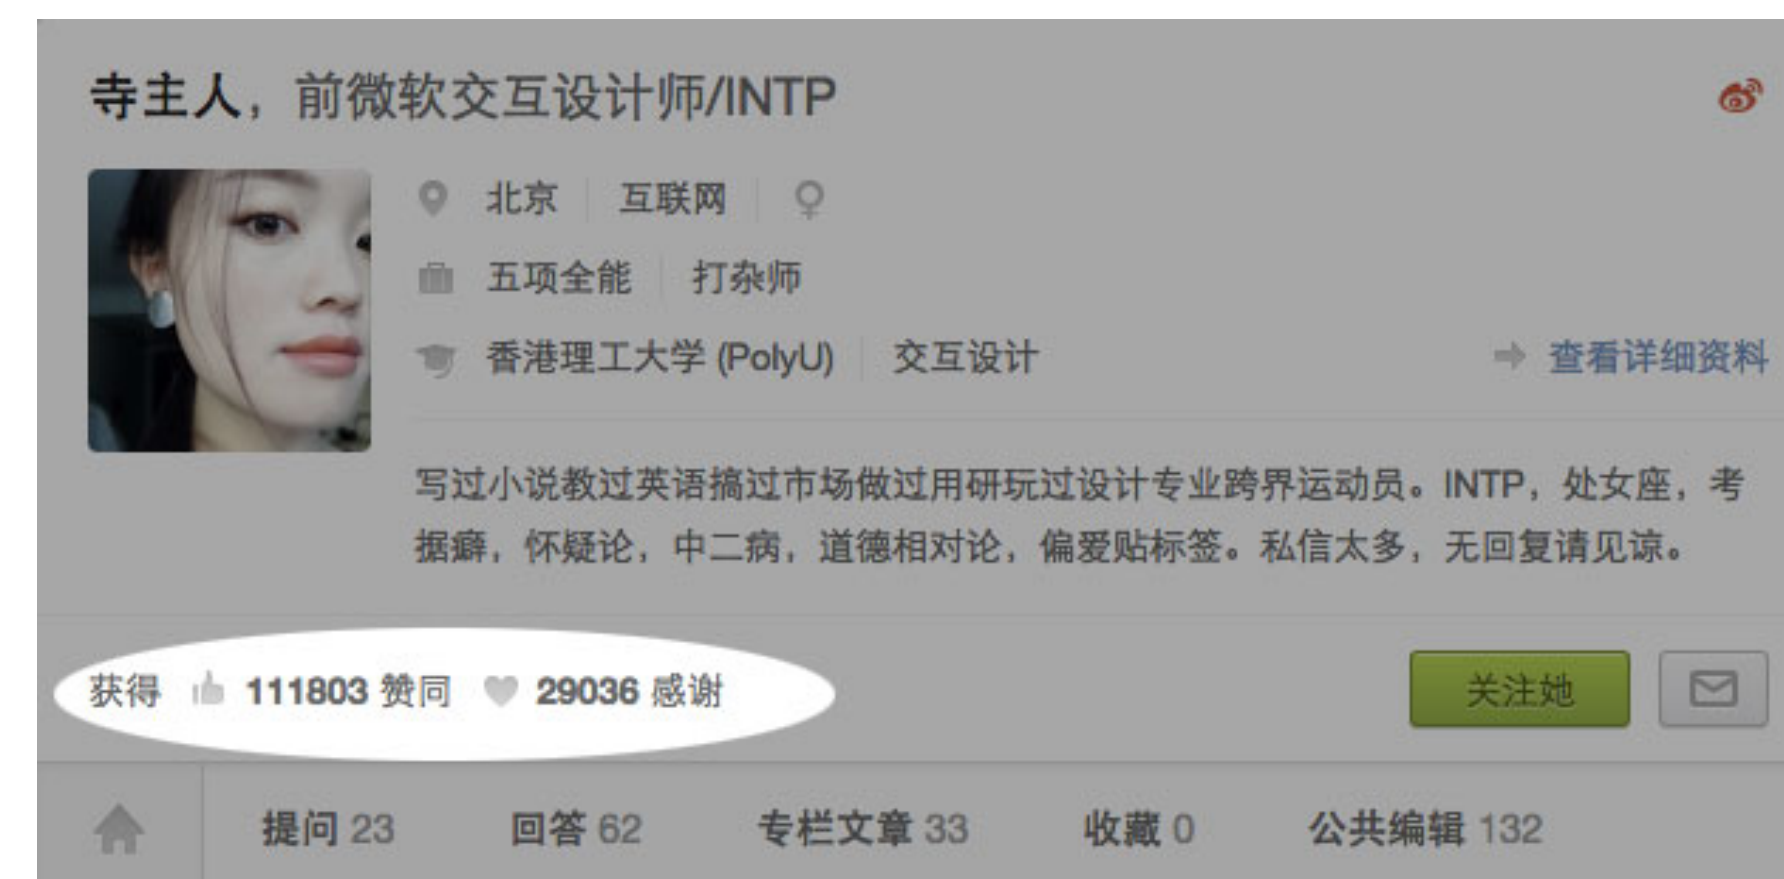 寺主人，前微软交互设计师/INTP
北京 互联网
五项全能 打杂师
香港理工大学 (PolyU) 交互设计 查看详细资料
写过小说教过英语搞过市场做过用研玩过设计专业跨界运动员。INTP，处女座，考
据癖，怀疑论，中二病，道德相对论，偏爱贴标签。私信太多，无回复请见谅。
获得 111803 赞同 29036 感谢 关注她
提问 23 回答 62 专栏文章 33 收藏 0 公共编辑 132